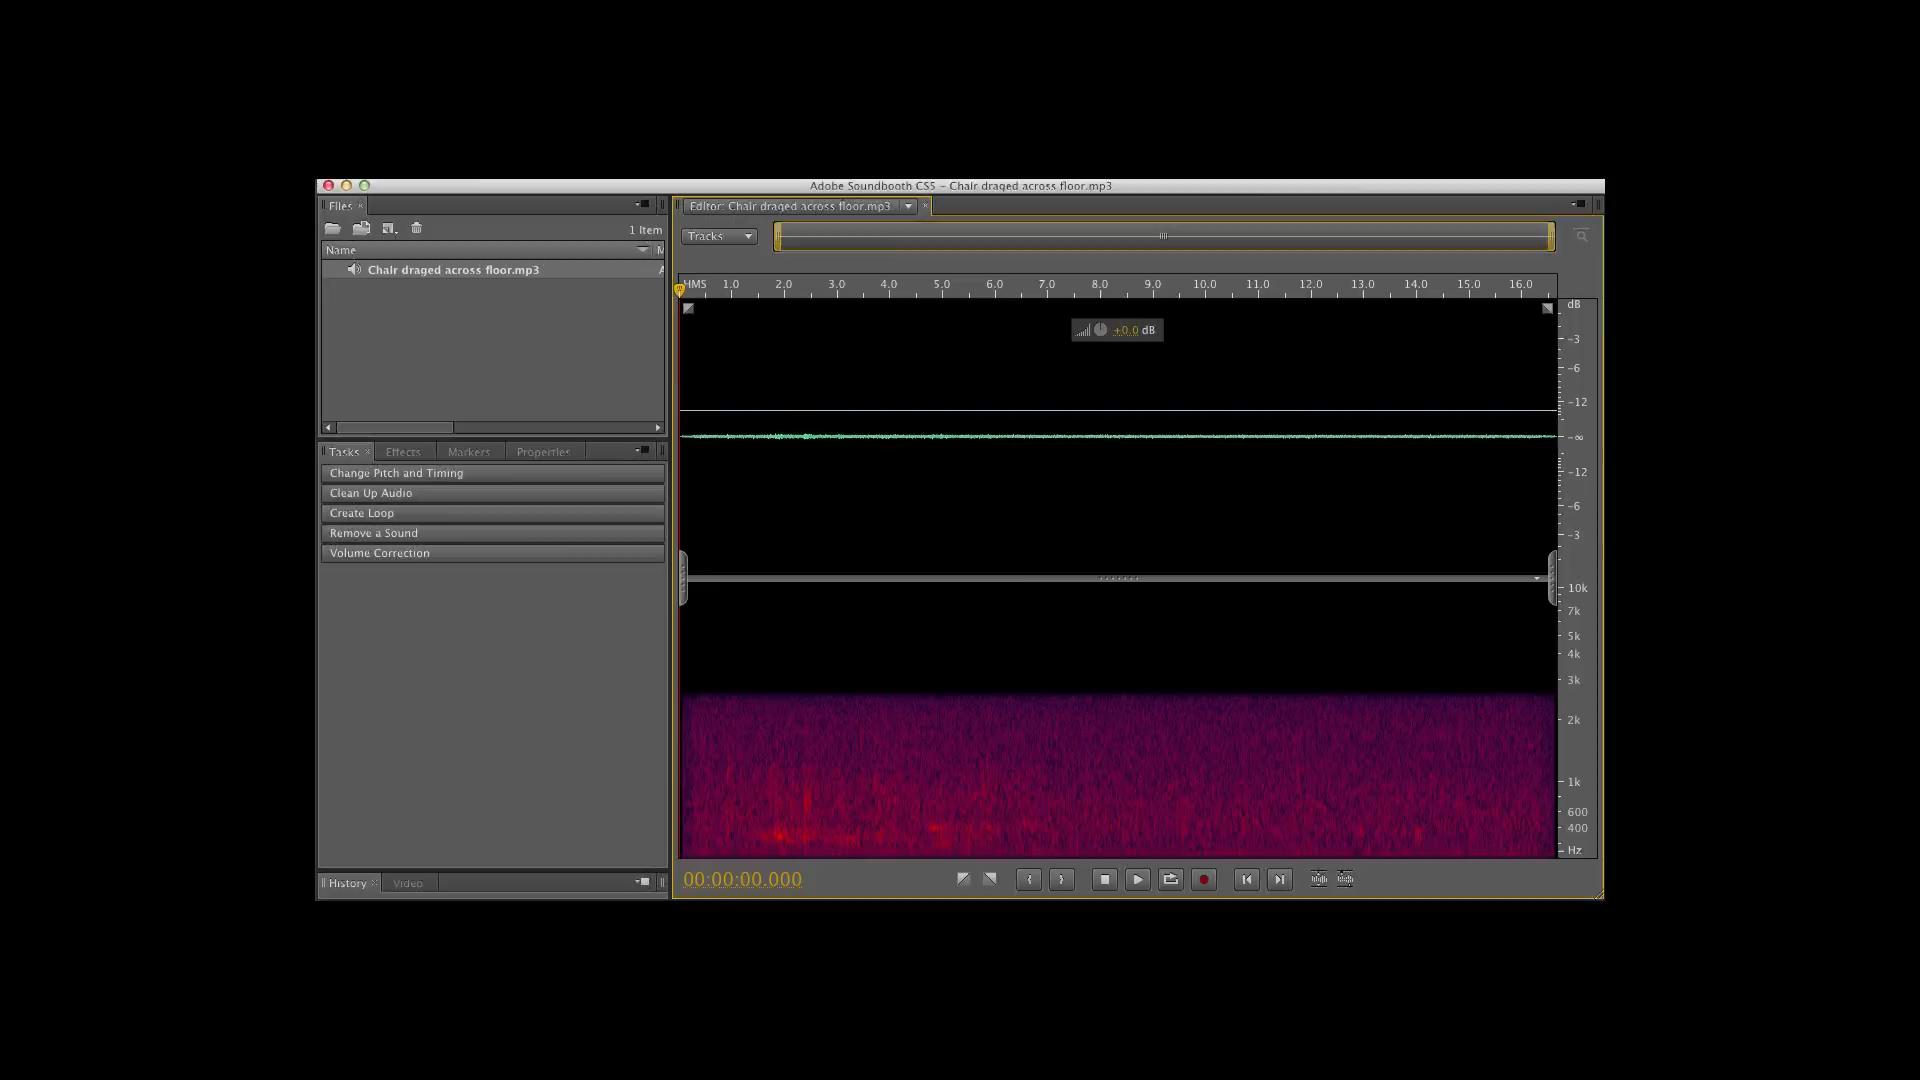 Adobe Soundbooth CS5 - Chair draged across floor.mp3
Files
1 Item
Name
Chair draged across floor.mp3
Tasks Effects Markers Properties
Change Pitch and Timing
Clean Up Audio
Create Loop
Remove a Sound
Volume Correction
History Video
Editor: Chair draged across floor.mp3
Tracks
HMS 1.0 2.0 3.0 4.0 5.0 6.0 7.0 8.0 9.0 10.0 11.0 12.0 13.0 14.0 15.0 16.0
+0.0 dB
dB
-3
-6
-12
-∞
-12
-6
-3
10k
7k
5k
4k
3k
2k
1k
600
400
Hz
00:00:00.000